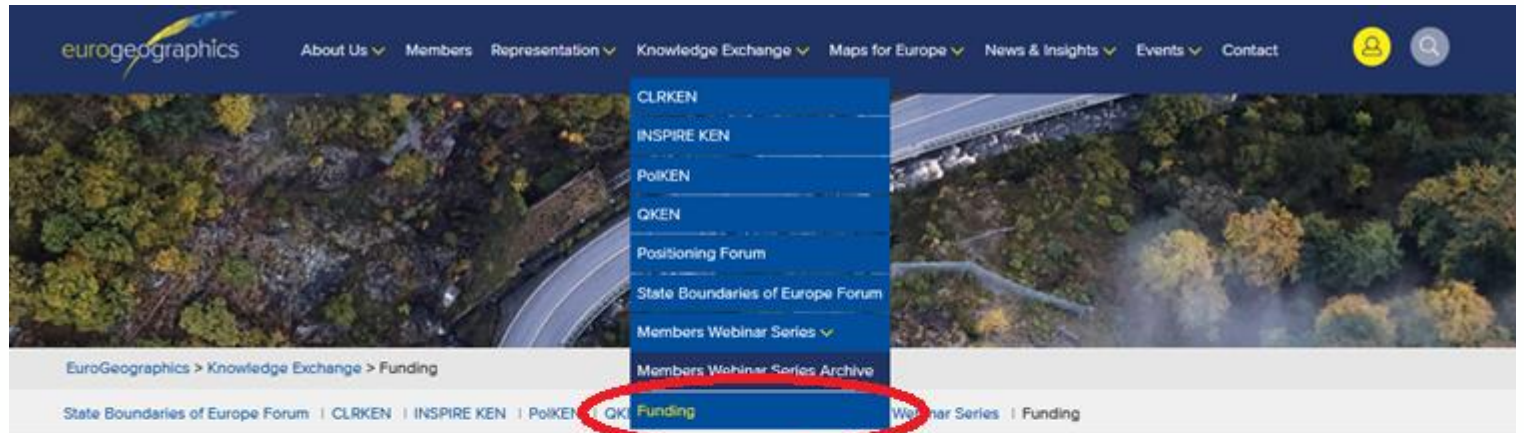 eurogeographics
About Us Members Representation Knowledge Exchange Maps for Europe News & Insights Events Contact
CLRKEN
INSPIRE KEN
PolKEN
QKEN
Positioning Forum
State Boundaries of Europe Forum
Members Webinar Series
Members Webinar Series Archive
Funding
EuroGeographics > Knowledge Exchange > Funding
State Boundaries of Europe Forum | CLRKEN | INSPIRE KEN | PolKEN | Webinar Series | Funding